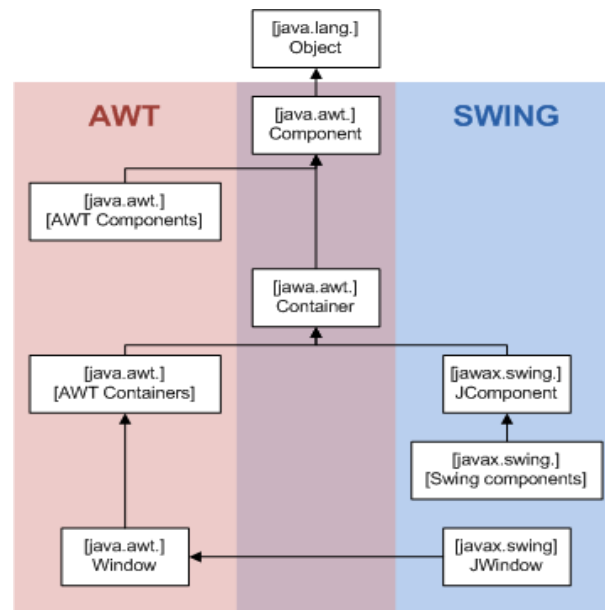 [java.lang.]
Object
AWT
SWING
[java.awt.]
Component
[java.awt.]
[AWT Components]
[jawa.awt.]
Container
[java.awt.]
[AWT Containers]
[jawax.swing.]
JComponent
[javax.swing.]
[Swing components]
[java.awt.]
Window
[javax.swing]
JWindow